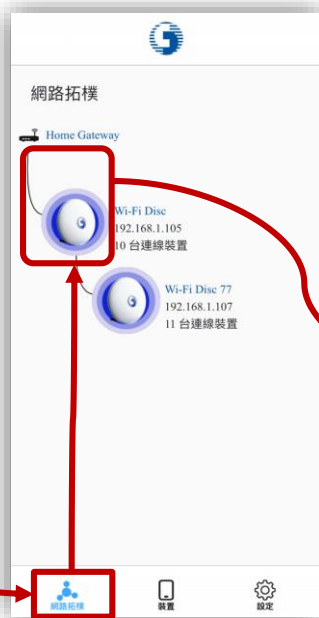 網路拓樸
Home Gateway
Wi-Fi Disc
192.168.1.105
10 台連線裝置
Wi-Fi Disc 77
192.168.1.107
11 台連線裝置
網路拓樸
裝置
設定